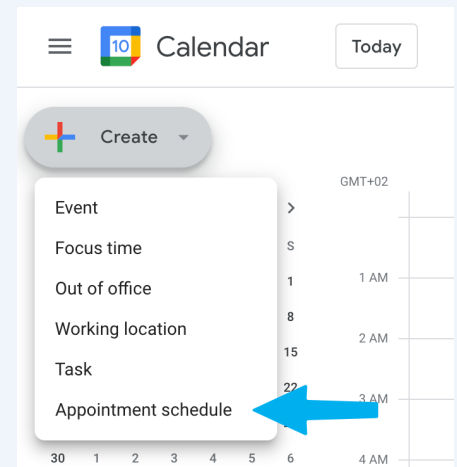 10 Calendar Today
Create
GMT+02
Event
Focus time
S
Out of office
1
1 AM
8
Working location
2 AM
15
Task
22
3 AM
Appointment schedule
30 1 2 3 4 5 6
4 AM